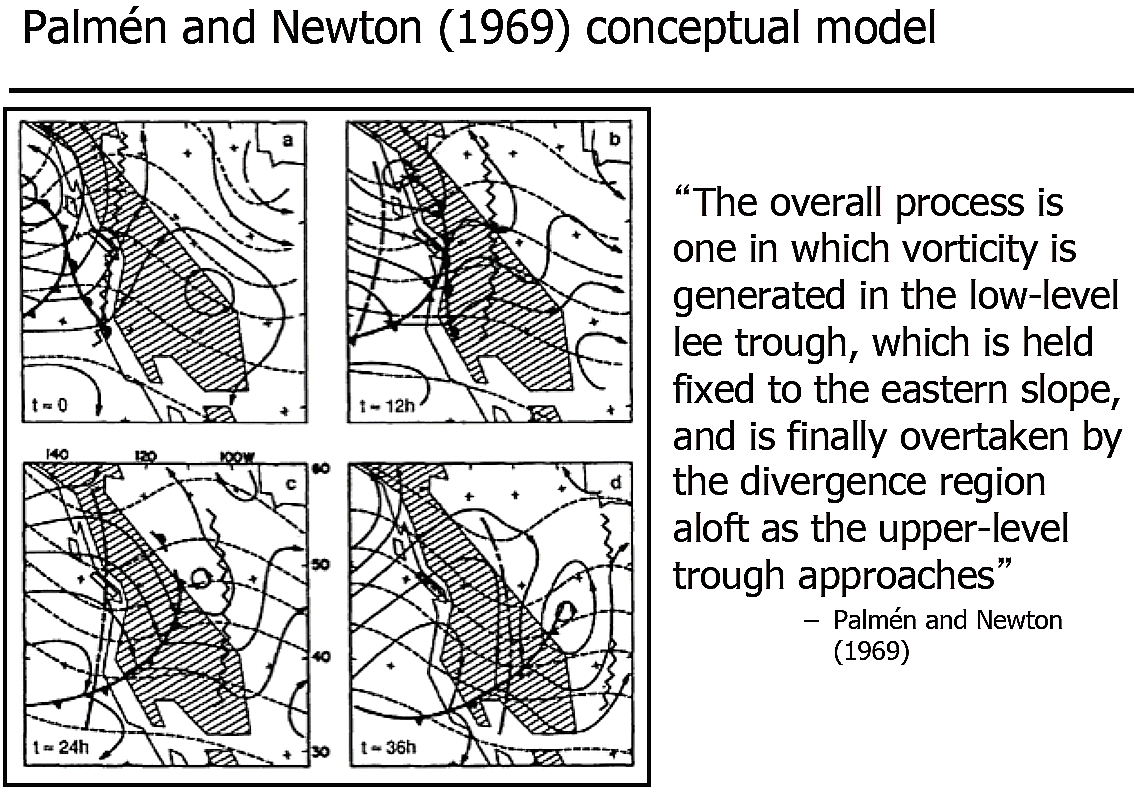 Palmén and Newton (1969) conceptual model
a
b
t = 0
t = 12h
140 120 100W
60
c
d
50
40
t = 24h
30
t = 36h
“The overall process is
one in which vorticity is
generated in the low-level
lee trough, which is held
fixed to the eastern slope,
and is finally overtaken by
the divergence region
aloft as the upper-level
trough approaches”
– Palmén and Newton
(1969)